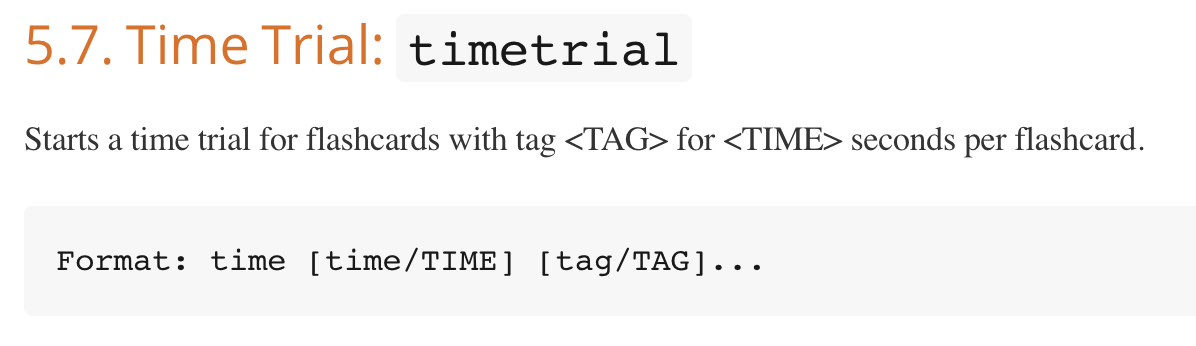 5.7. Time Trial: timetrial
Starts a time trial for flashcards with tag <TAG> for <TIME> seconds per flashcard.
Format: time [time/TIME] [tag/TAG]...